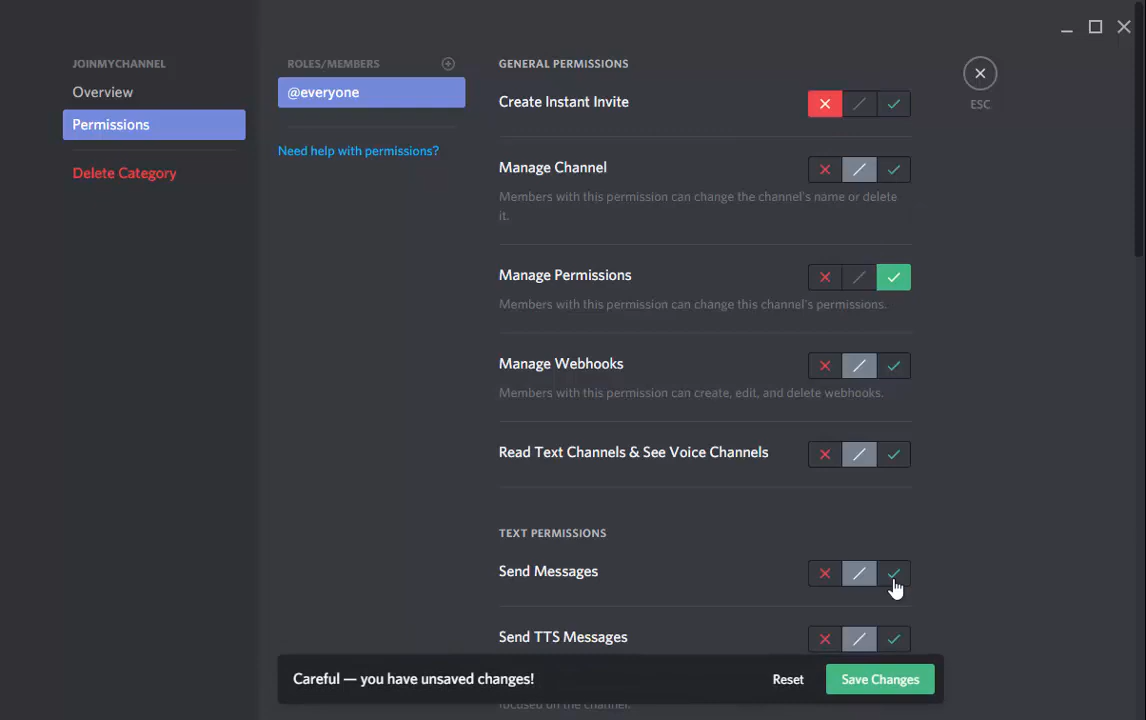 JOINMYCHANNEL
Overview
Permissions
Delete Category
ROLES/MEMBERS
@everyone
Need help with permissions?
GENERAL PERMISSIONS
Create Instant Invite
Manage Channel
Members with this permission can change the channel's name or delete
it.
Manage Permissions
Members with this permission can change this channel's permissions.
Manage Webhooks
Members with this permission can create, edit, and delete webhooks.
Read Text Channels & See Voice Channels
TEXT PERMISSIONS
Send Messages
Send TTS Messages
Careful — you have unsaved changes!
Reset
Save Changes
focused on the channel.
ESC